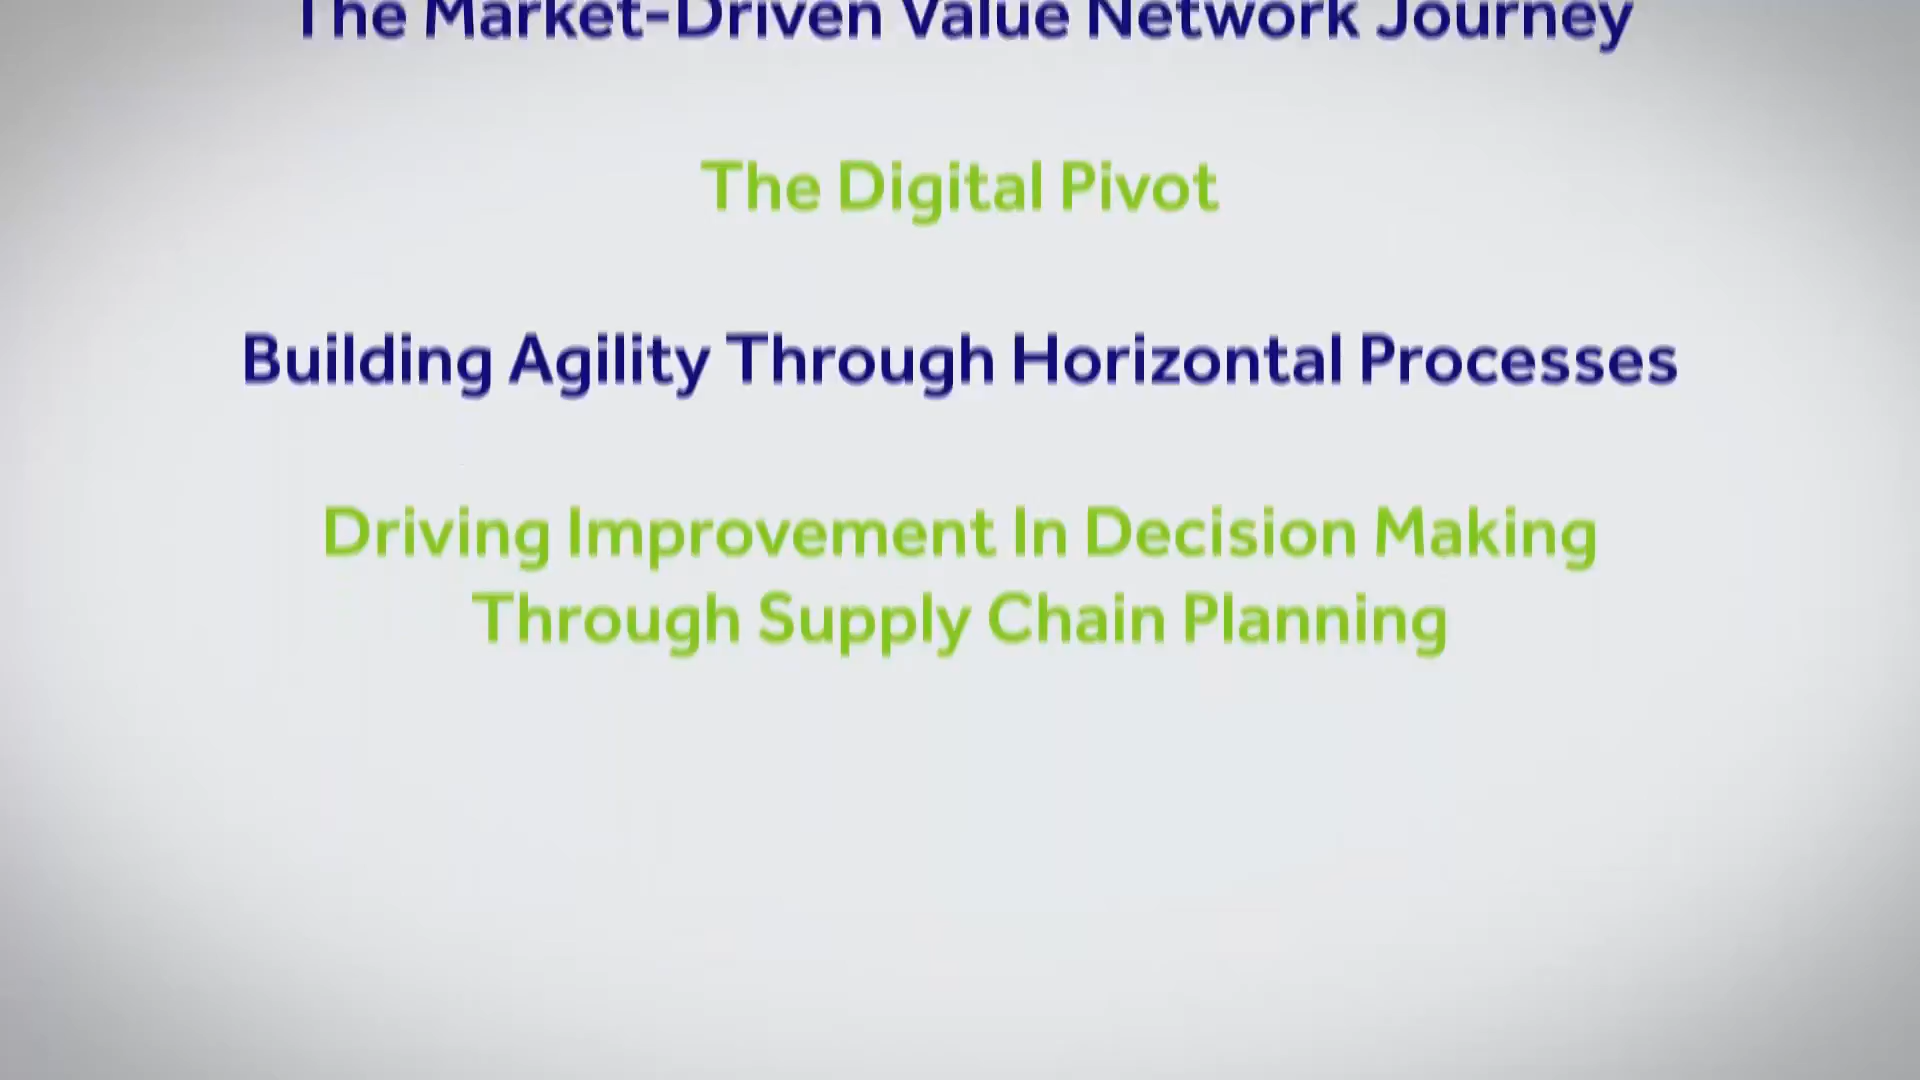 The Market-Driven Value Network Journey
The Digital Pivot
Building Agility Through Horizontal Processes
Driving Improvement In Decision Making
Through Supply Chain Planning